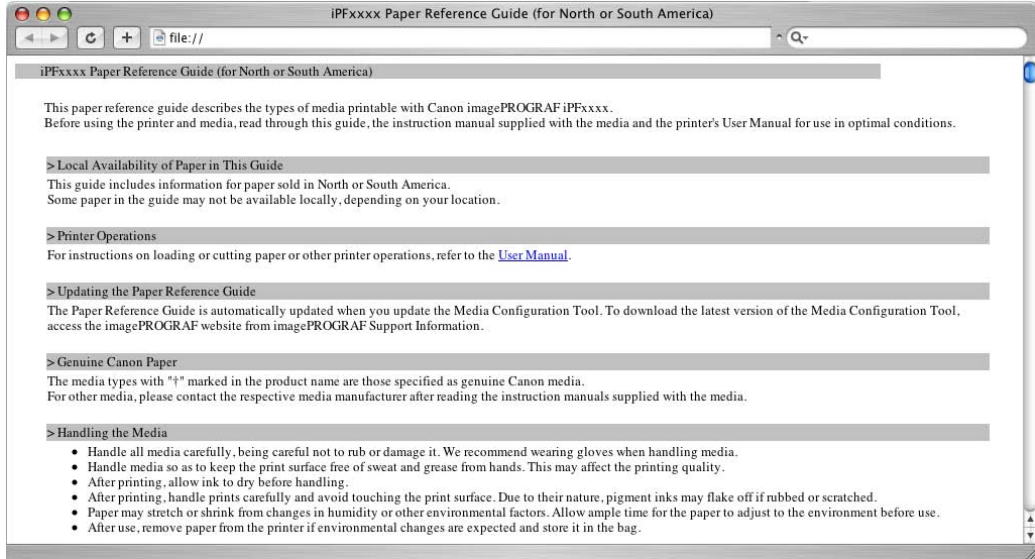 iPFxxxx Paper Reference Guide (for North or South America)
file://
iPFxxxx Paper Reference Guide (for North or South America)
This paper reference guide describes the types of media printable with Canon imagePROGRAF iPFxxxx.
Before using the printer and media, read through this guide, the instruction manual supplied with the media and the printer's User Manual for use in optimal conditions.
> Local Availability of Paper in This Guide
This guide includes information for paper sold in North or South America.
Some paper in the guide may not be available locally, depending on your location.
> Printer Operations
For instructions on loading or cutting paper or other printer operations, refer to the User Manual.
> Updating the Paper Reference Guide
The Paper Reference Guide is automatically updated when you update the Media Configuration Tool. To download the latest version of the Media Configuration Tool,
access the imagePROGRAF website from imagePROGRAF Support Information.
> Genuine Canon Paper
The media types with "†" marked in the product name are those specified as genuine Canon media.
For other media, please contact the respective media manufacturer after reading the instruction manuals supplied with the media.
> Handling the Media
• Handle all media carefully, being careful not to rub or damage it. We recommend wearing gloves when handling media.
• Handle media so as to keep the print surface free of sweat and grease from hands. This may affect the printing quality.
• After printing, allow ink to dry before handling.
• After printing, handle prints carefully and avoid touching the print surface. Due to their nature, pigment inks may flake off if rubbed or scratched.
• Paper may stretch or shrink from changes in humidity or other environmental factors. Allow ample time for the paper to adjust to the environment before use.
• After use, remove paper from the printer if environmental changes are expected and store it in the bag.